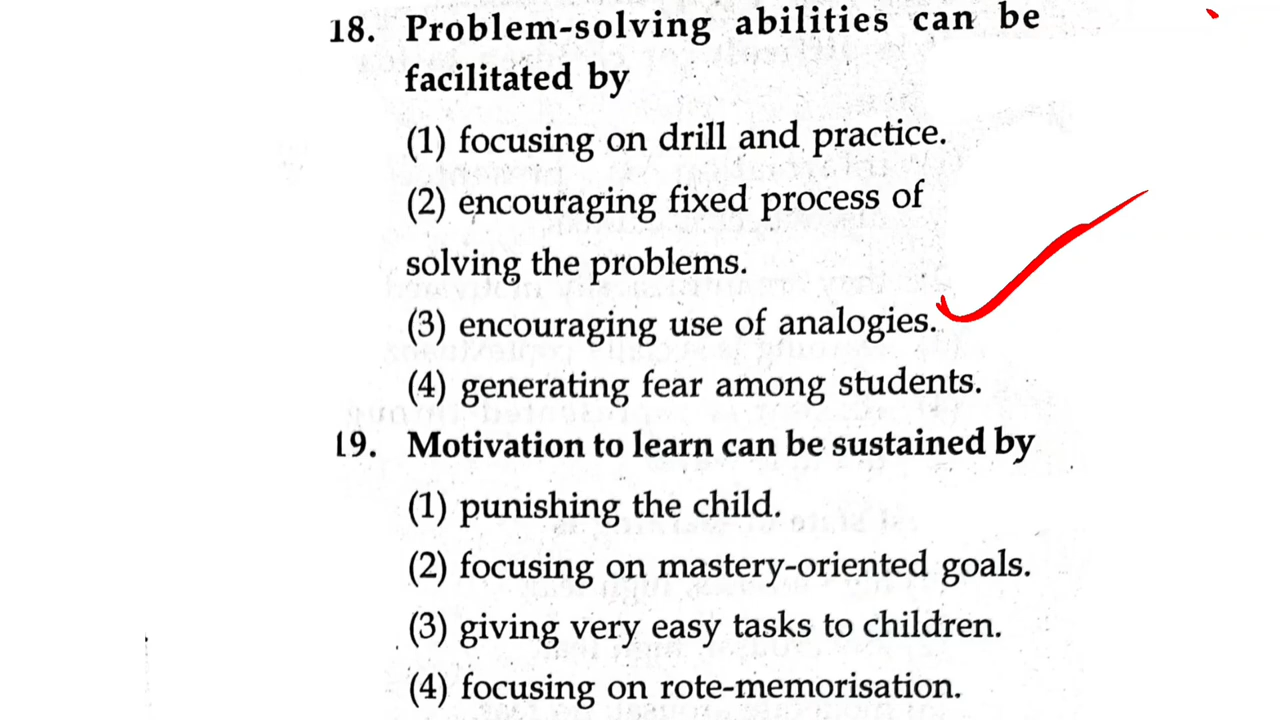 18. Problem-solving abilities can be
facilitated by
(1) focusing on drill and practice.
(2) encouraging fixed process of
solving the problems.
(3) encouraging use of analogies.
(4) generating fear among students.
19. Motivation to learn can be sustained by
(1) punishing the child.
(2) focusing on mastery-oriented goals.
(3) giving very easy tasks to children.
(4) focusing on rote-memorisation.